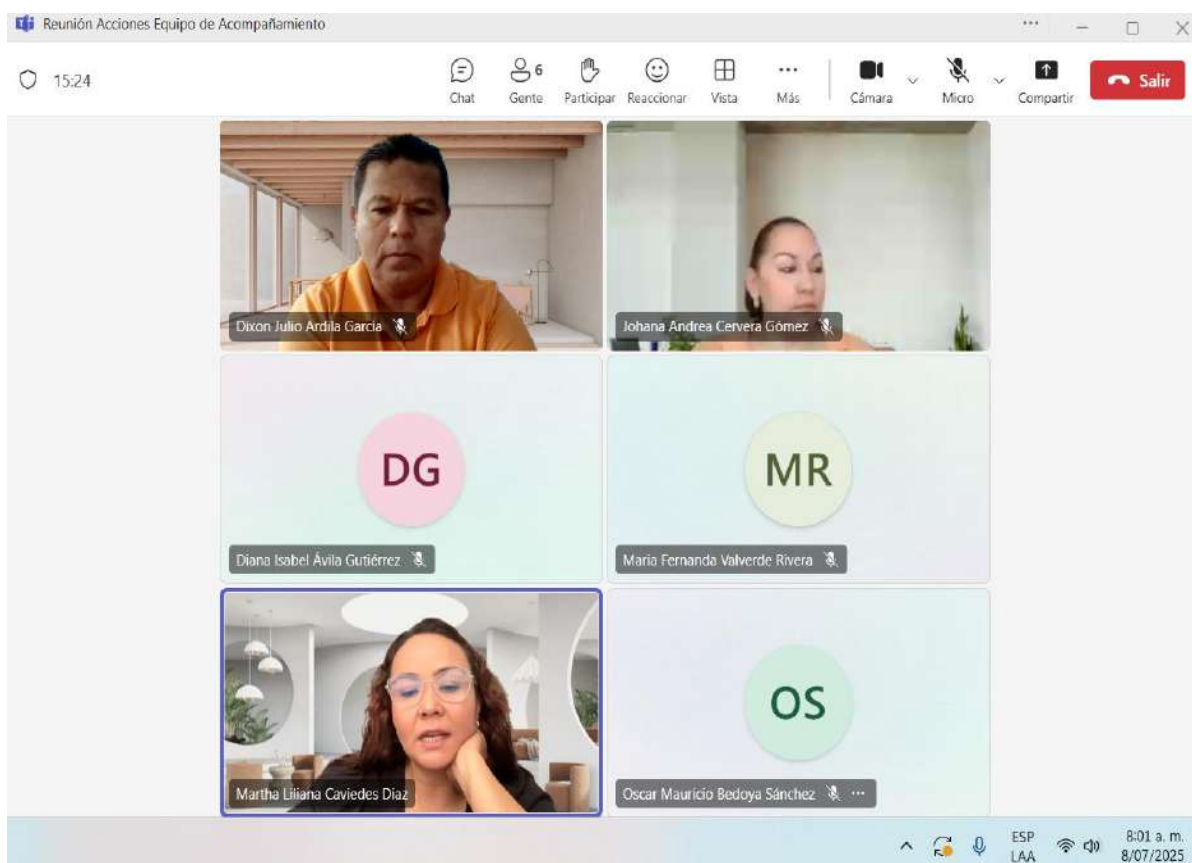 Reunión Acciones Equipo de Acompañamiento
15:24
Chat
6
Gente
Participar
Reaccionar
Vista
Más
Cámara
Micro
Compartir
Salir
Dixon Julio Ardila Garcia
Johana Andrea Cervera Gómez
DG
Diana Isabel Ávila Gutiérrez
MR
Maria Fernanda Valverde Rivera
Martha Liliana Caviedes Diaz
OS
Oscar Mauricio Bedoya Sánchez
ESP
LAA
8:01 a. m.
8/07/2025